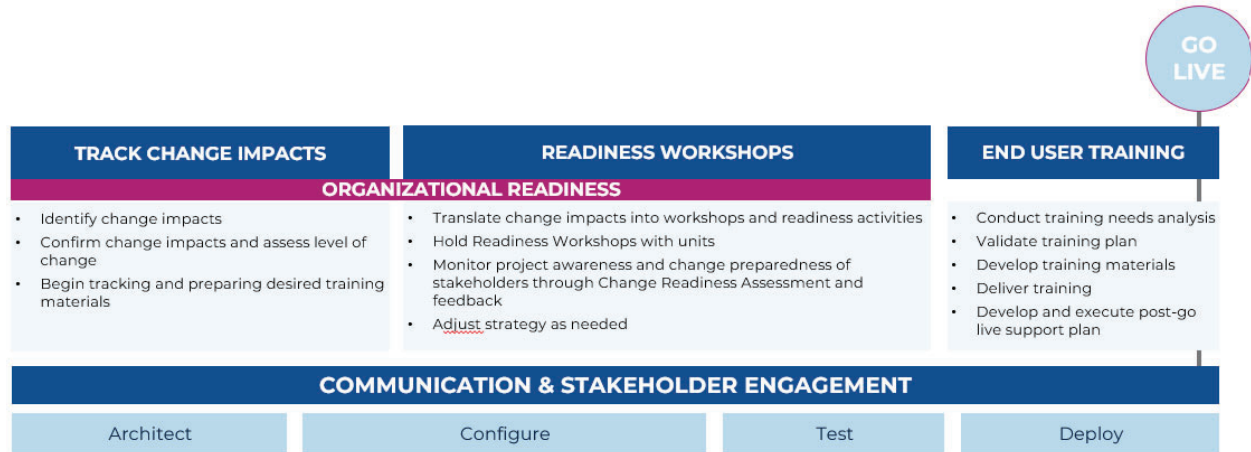 GO
LIVE
TRACK CHANGE IMPACTS
READINESS WORKSHOPS
END USER TRAINING
ORGANIZATIONAL READINESS
• Identify change impacts
• Confirm change impacts and assess level of
change
• Begin tracking and preparing desired training
materials
• Translate change impacts into workshops and readiness activities
• Hold Readiness Workshops with units
• Monitor project awareness and change preparedness of
stakeholders through Change Readiness Assessment and
feedback
• Adjust strategy as needed
• Conduct training needs analysis
• Validate training plan
• Develop training materials
• Deliver training
• Develop and execute post-go
live support plan
COMMUNICATION & STAKEHOLDER ENGAGEMENT
Architect
Configure
Test
Deploy